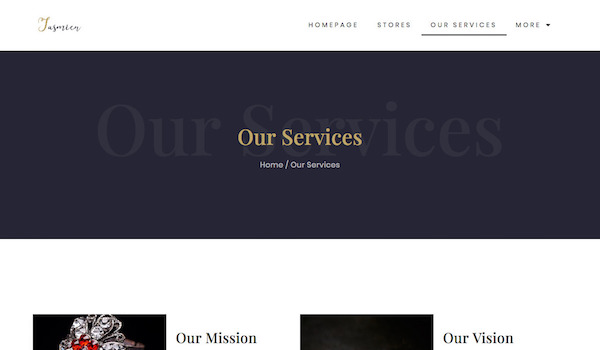 Jasmien
HOMEPAGE STORES OUR SERVICES MORE
Our Services
Our Services
Home / Our Services
Our Mission
Our Vision